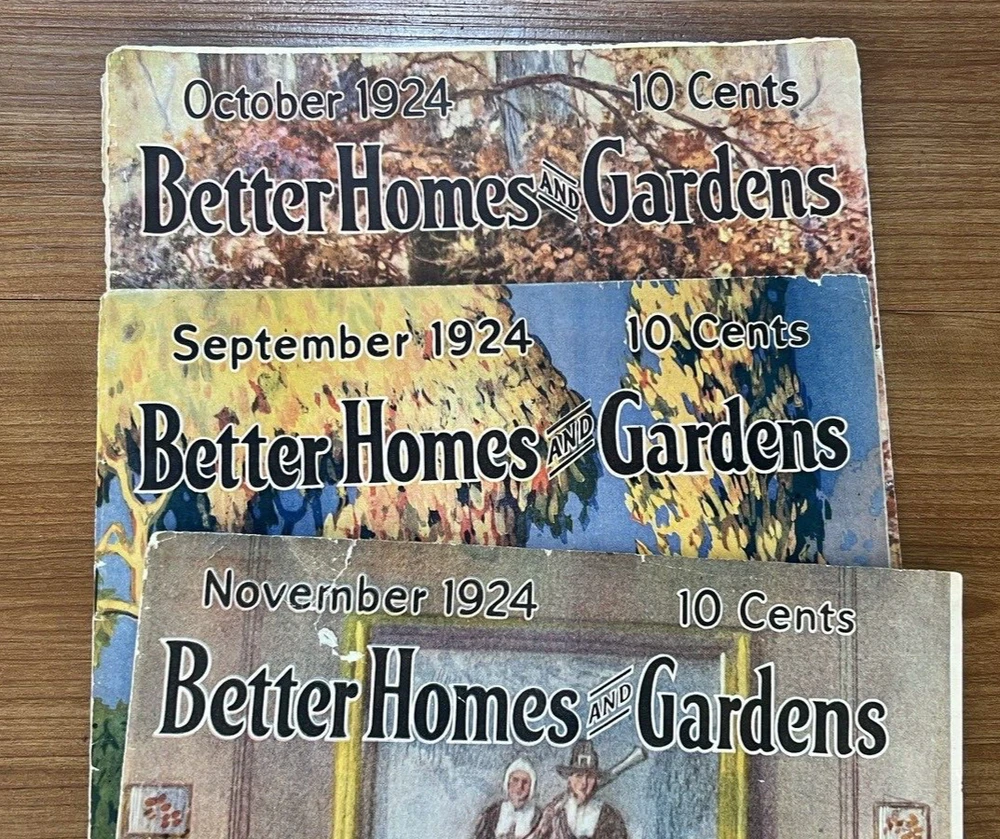 October 1924 10 Cents
Better Homes AND Gardens
September 1924 10 Cents
Better Homes AND Gardens
November 1924 10 Cents
Better Homes AND Gardens